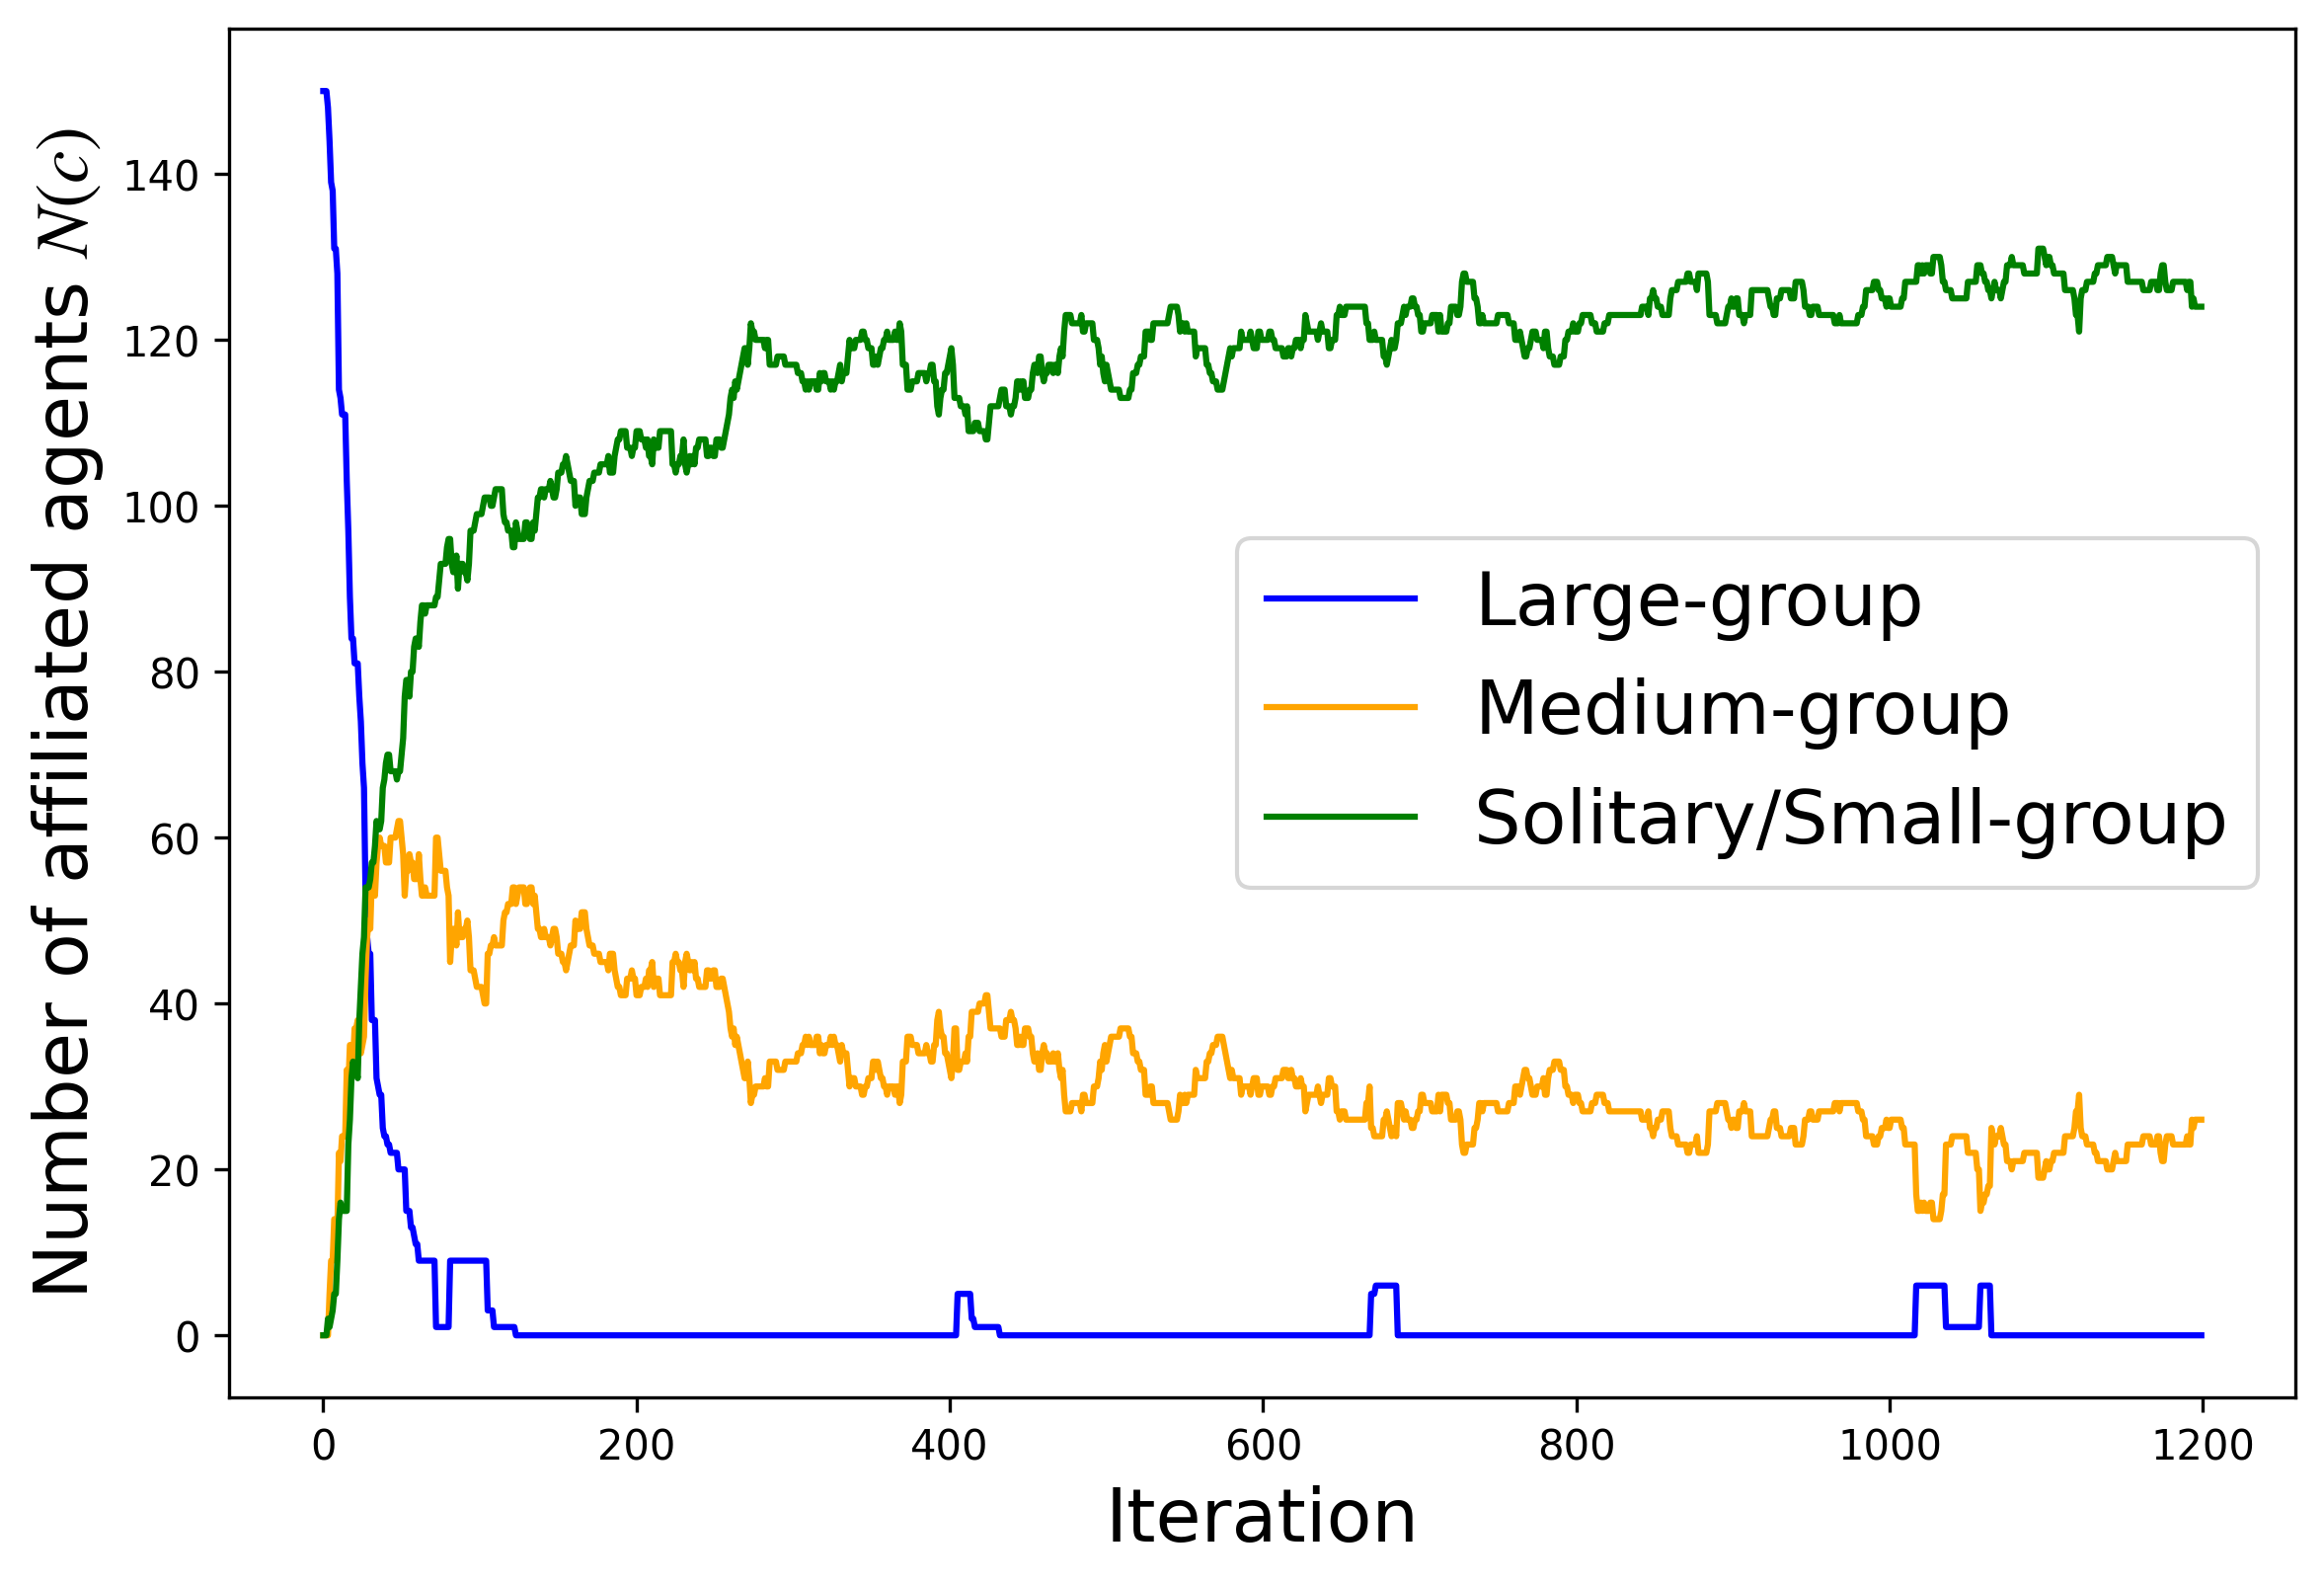 Number of affiliated agents N(c)
140
120
100
80
60
40
20
0
Large-group
Medium-group
Solitary/Small-group
0 200 400 600 800 1000 1200
Iteration